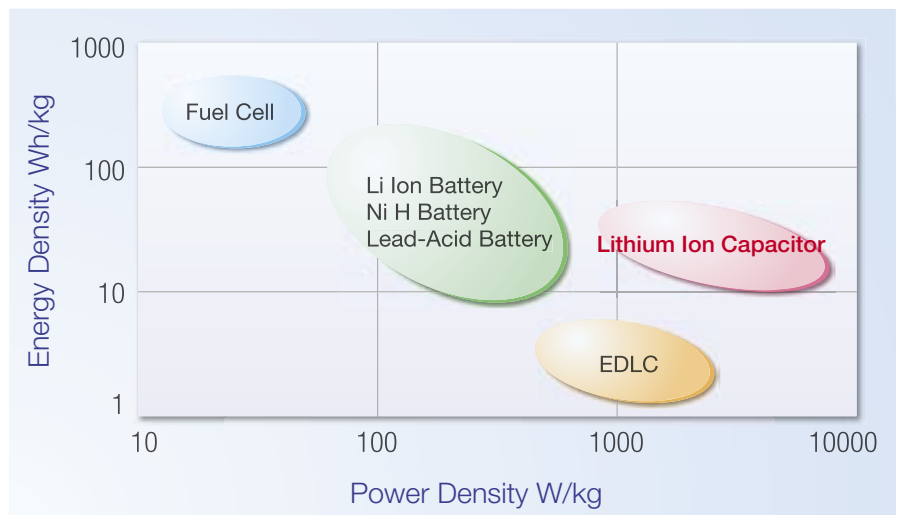 1000
100
10
1
Energy Density Wh/kg
Fuel Cell
Li Ion Battery
Ni H Battery
Lead-Acid Battery
Lithium Ion Capacitor
EDLC
10
100
1000
10000
Power Density W/kg